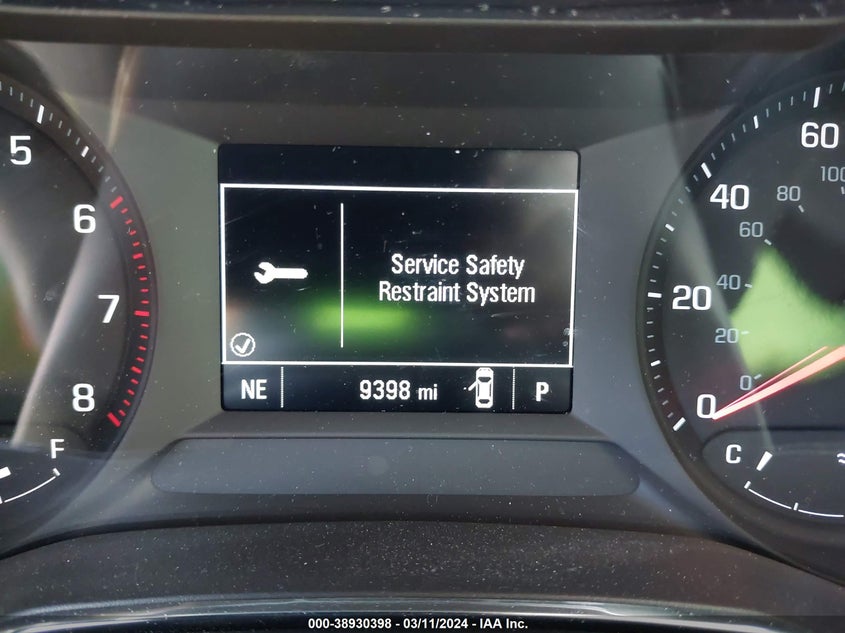 5
6
7
8
F
Service Safety
Restraint System
NE
9398 mi
P
0
20
40
60
0
20
40
60
80
100
C
000-38930398 - 03/11/2024 - IAA Inc.